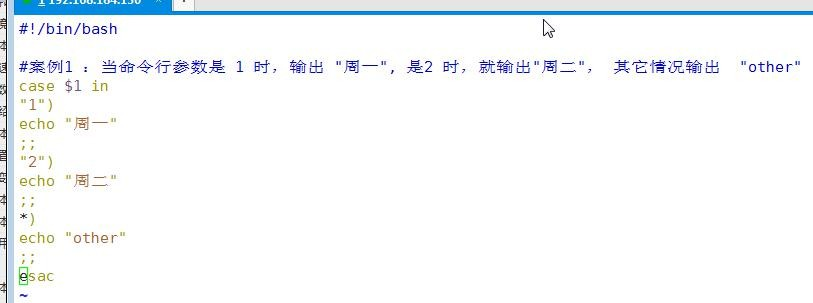 1 192.168.184.130
#!/bin/bash
#案例1 ：当命令行参数是 1 时，输出 "周一", 是2 时，就输出"周二"， 其它情况输出  "other"
case $1 in
"1")
echo "周一"
;;
"2")
echo "周二"
;;
*)
echo "other"
;;
esac
~